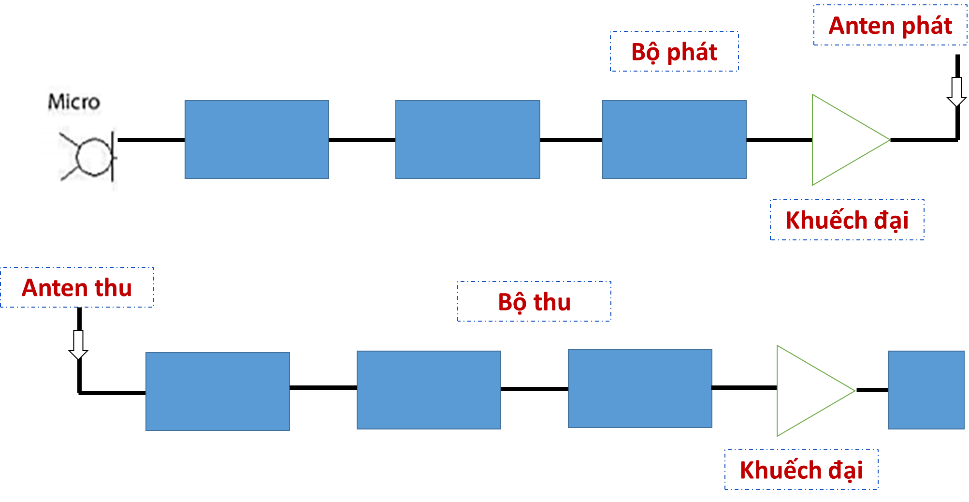 Anten phát
Bộ phát
Micro
Khuếch đại
Anten thu
Bộ thu
Khuếch đại